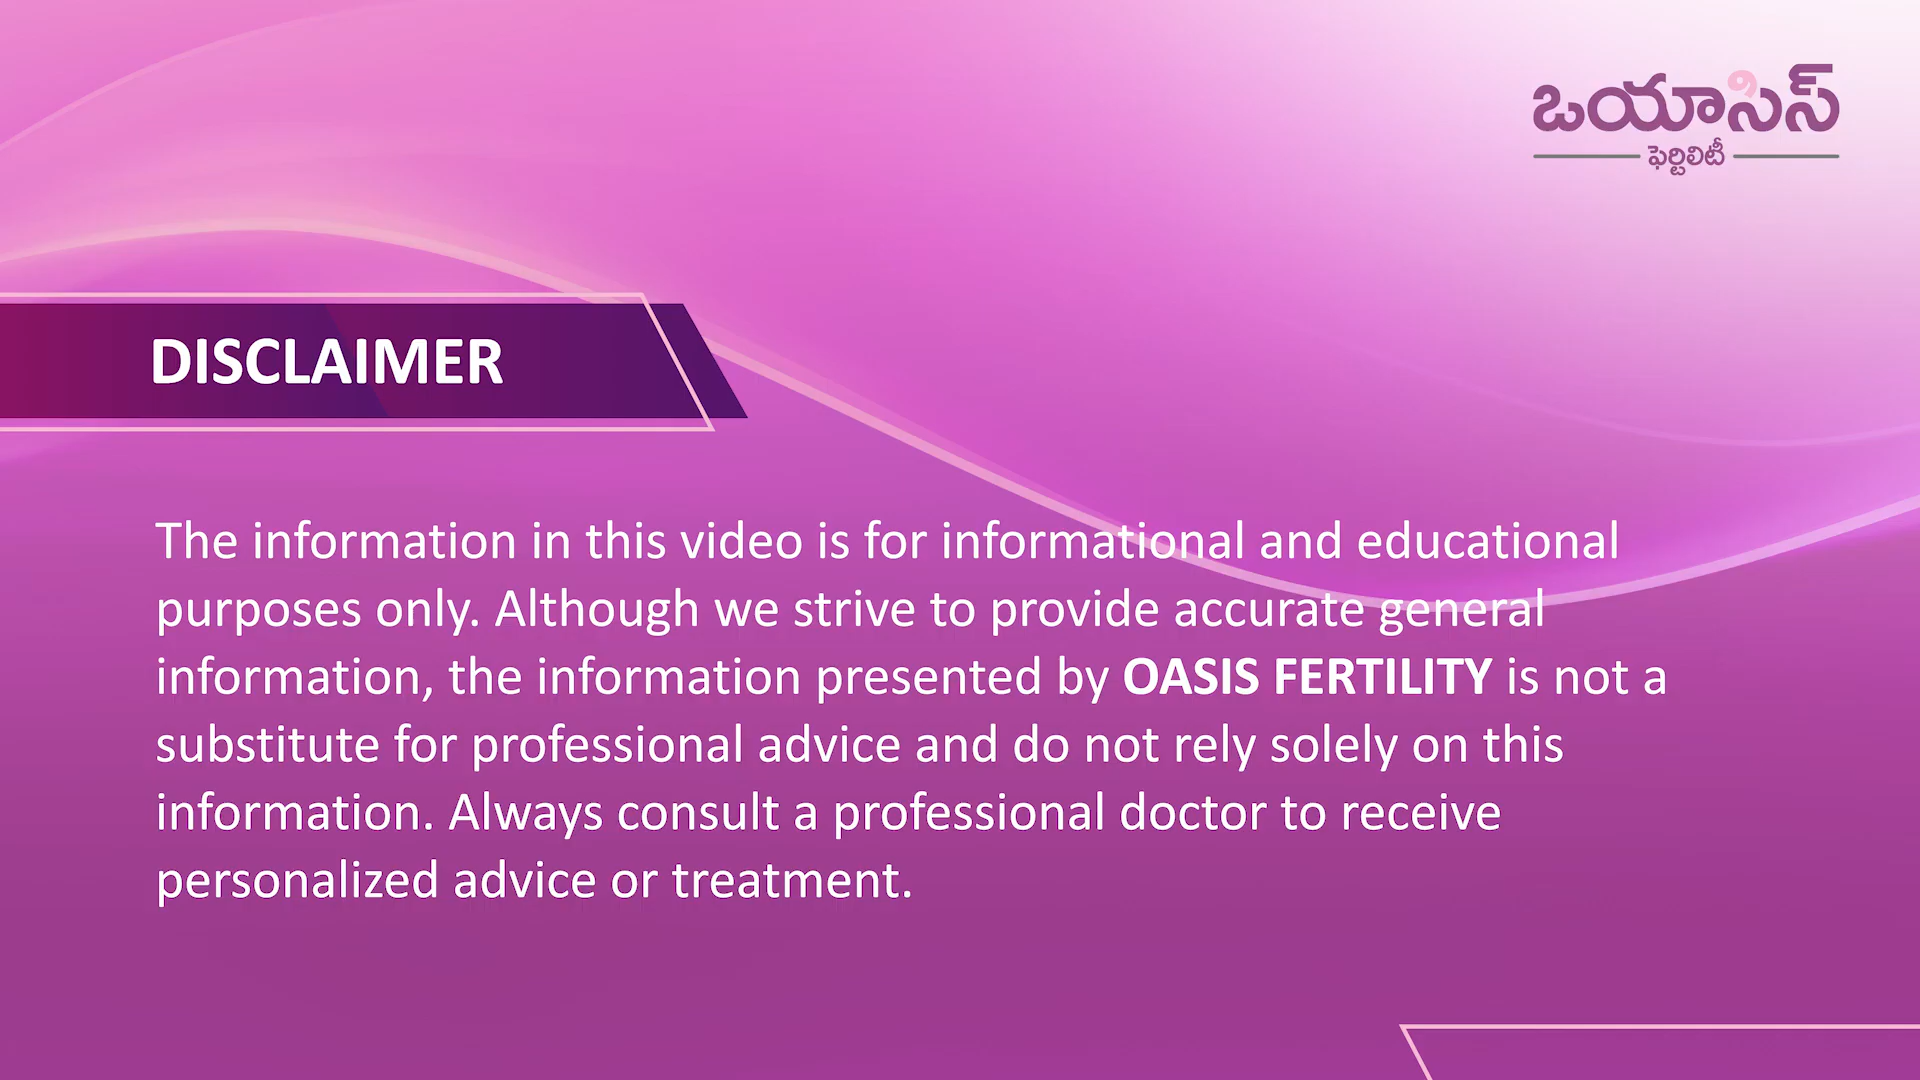 ఒయాసిస్
ఫెర్టిలిటీ
DISCLAIMER
The information in this video is for informational and educational
purposes only. Although we strive to provide accurate general
information, the information presented by OASIS FERTILITY is not a
substitute for professional advice and do not rely solely on this
information. Always consult a professional doctor to receive
personalized advice or treatment.